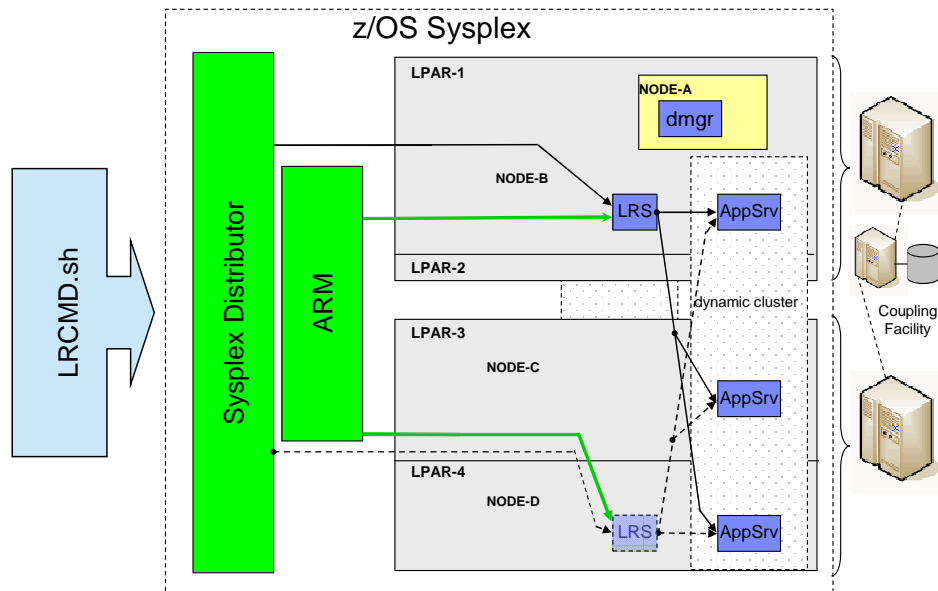 z/OS Sysplex
LRCMD.sh
Sysplex Distributor
ARM
LPAR-1
NODE-A
dmgr
NODE-B
LRS
AppSrv
LPAR-2
dynamic cluster
Coupling
Facility
LPAR-3
NODE-C
AppSrv
LPAR-4
NODE-D
LRS
AppSrv